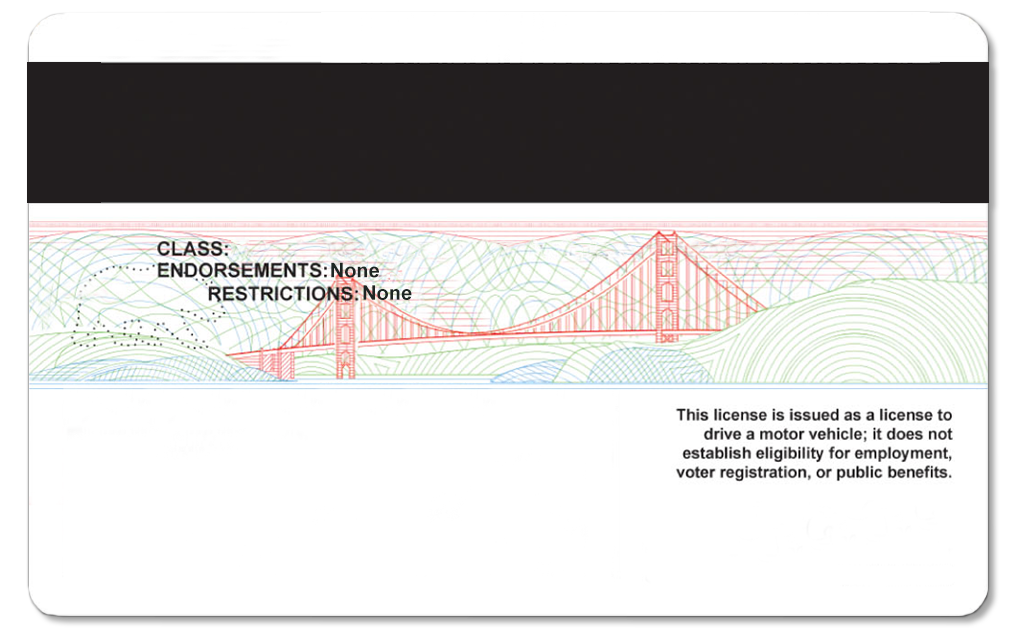 CLASS:
ENDORSEMENTS: None
RESTRICTIONS: None
This license is issued as a license to
drive a motor vehicle; it does not
establish eligibility for employment,
voter registration, or public benefits.